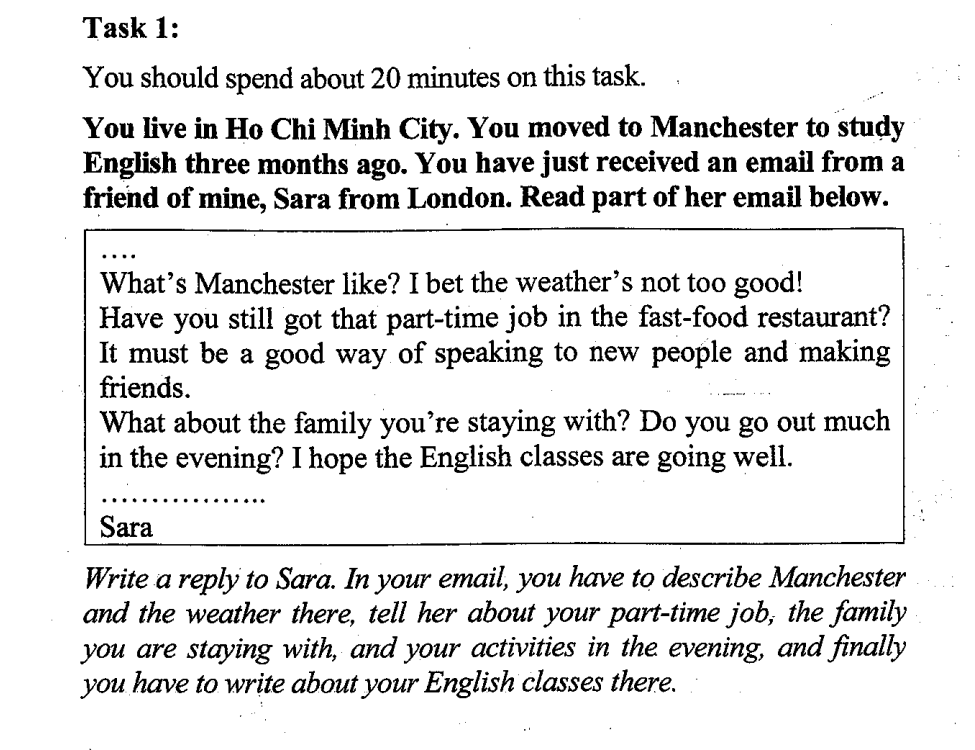 Task 1:
You should spend about 20 minutes on this task.
You live in Ho Chi Minh City. You moved to Manchester to study
English three months ago. You have just received an email from a
friend of mine, Sara from London. Read part of her email below.
....
What's Manchester like? I bet the weather's not too good!
Have you still got that part-time job in the fast-food restaurant?
It must be a good way of speaking to new people and making
friends.
What about the family you're staying with? Do you go out much
in the evening? I hope the English classes are going well.
.................
Sara
Write a reply to Sara. In your email, you have to describe Manchester
and the weather there, tell her about your part-time job, the family
you are staying with, and your activities in the evening, and finally
you have to write about your English classes there.